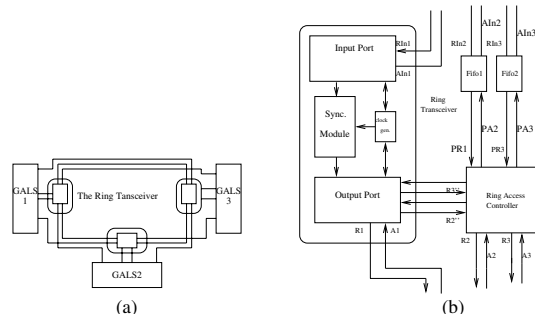 GALS
1
The Ring Tansceiver
GALS
3
GALS2
(a)
Input Port
RIn1
AIn1
Sync.
Module
clock
gen.
Output Port
Ring
Transceiver
R1
A1
AIn2
RIn2
RIn3
AIn3
Fifo1
Fifo2
PR1
PA2
PR3
PA3
Ring Access
Controller
R2''
R2
A2
R3
A3
(b)